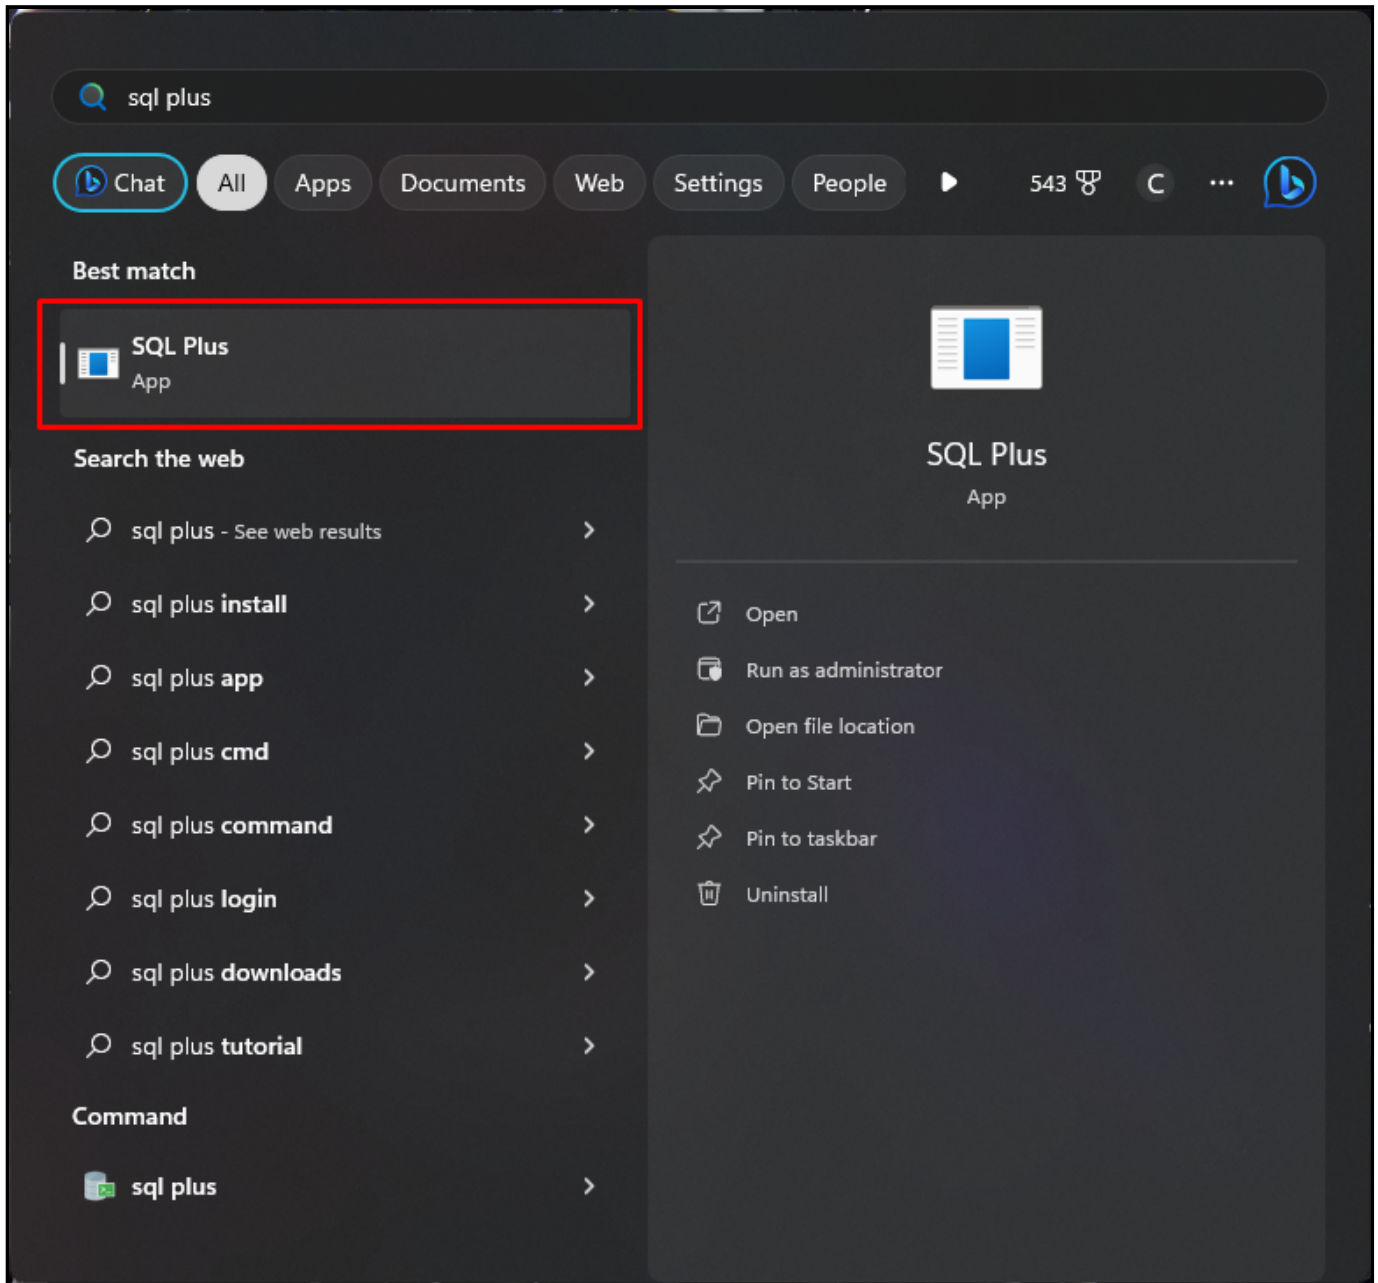 sql plus
Chat
All
Apps
Documents
Web
Settings
People
543
C
Best match
SQL Plus
App
Search the web
sql plus - See web results
sql plus install
sql plus app
sql plus cmd
sql plus command
sql plus login
sql plus downloads
sql plus tutorial
Command
sql plus
SQL Plus
App
Open
Run as administrator
Open file location
Pin to Start
Pin to taskbar
Uninstall